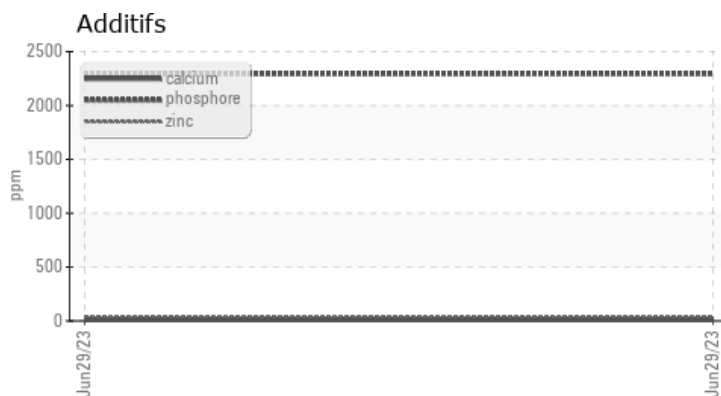 Additifs
2500
2000
1500
1000
500
0
ppm
calcium
phosphore
zinc
Jun29/23
Jun29/23